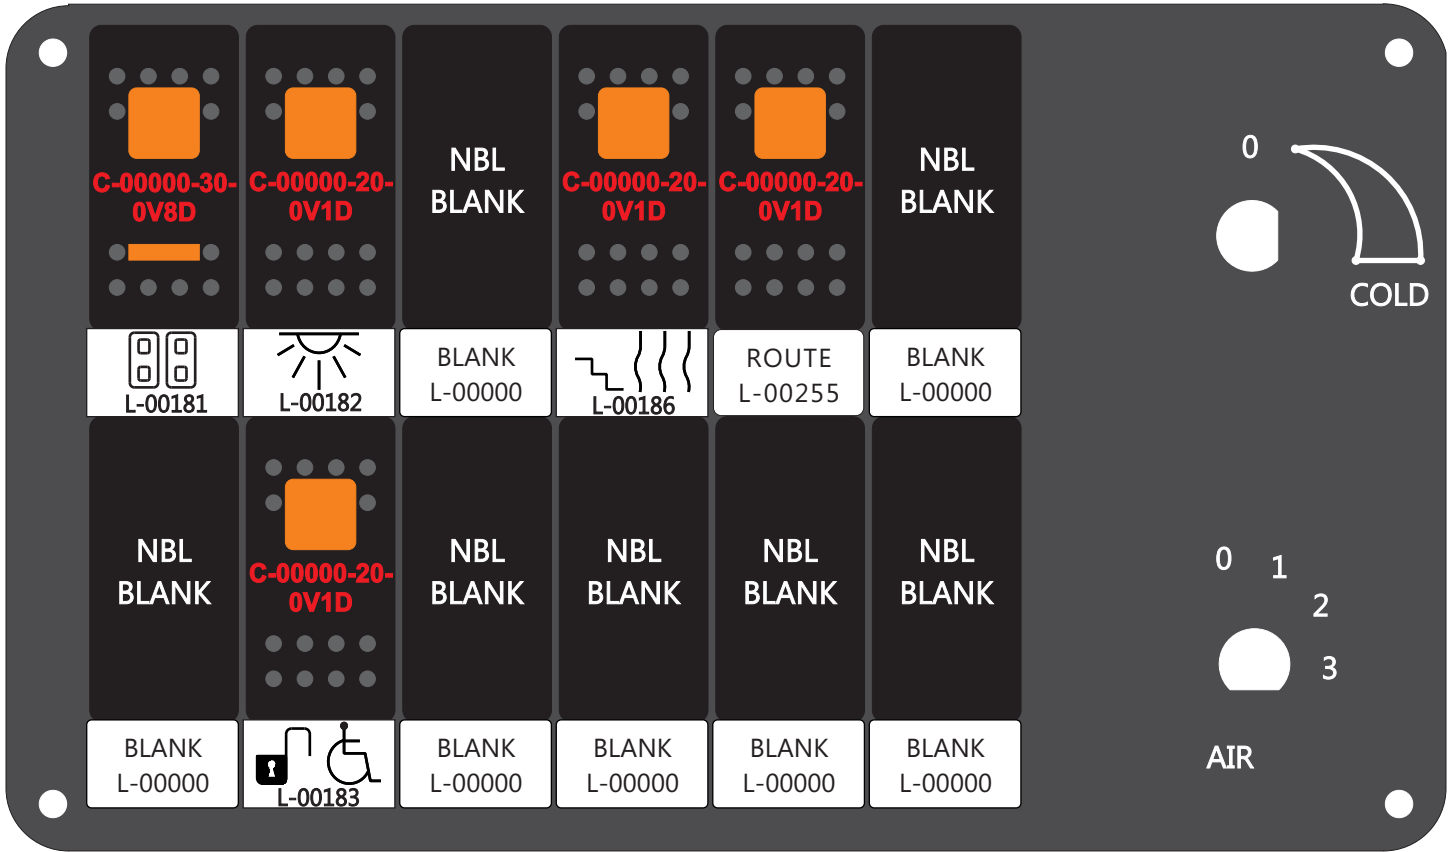 C-00000-30-
0V8D
C-00000-20-
0V1D
NBL
BLANK
C-00000-20-
0V1D
C-00000-20-
0V1D
NBL
BLANK
L-00181
L-00182
BLANK
L-00000
L-00186
ROUTE
L-00255
BLANK
L-00000
0
COLD
NBL
BLANK
C-00000-20-
0V1D
NBL
BLANK
NBL
BLANK
NBL
BLANK
NBL
BLANK
BLANK
L-00000
L-00183
BLANK
L-00000
BLANK
L-00000
BLANK
L-00000
BLANK
L-00000
0
1
2
3
AIR